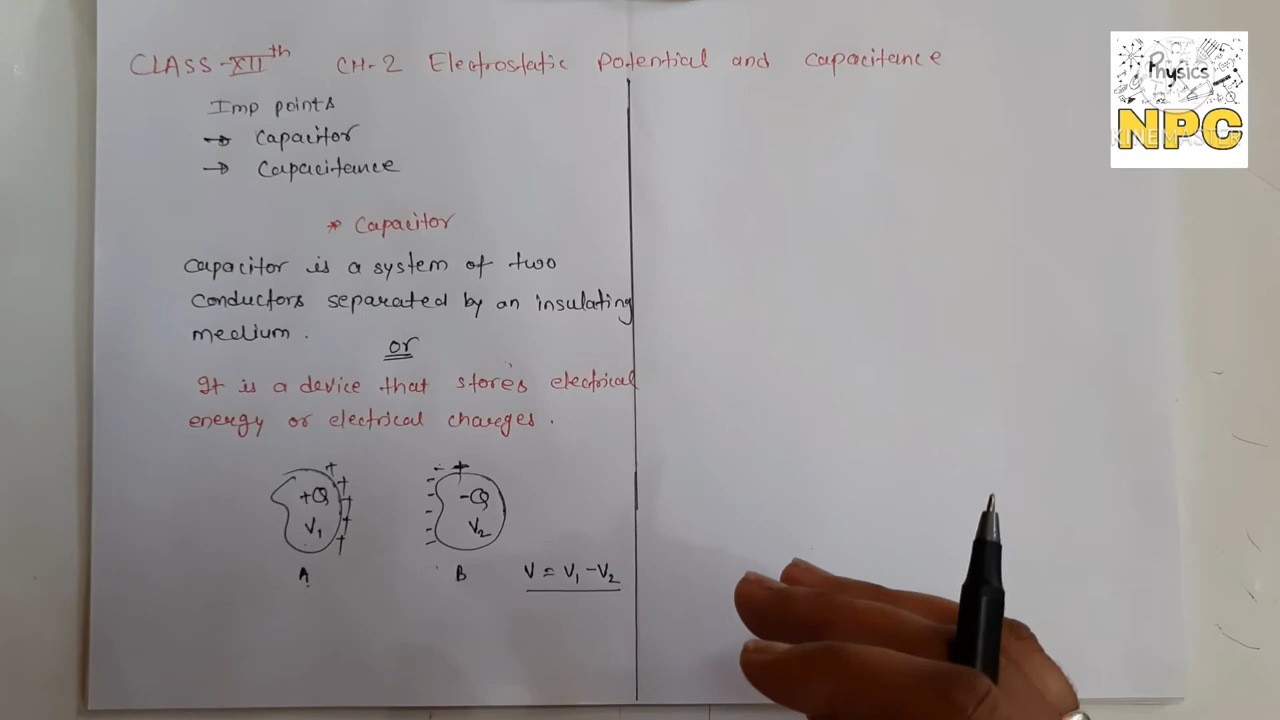 CLASS-XIIth CH-2 Electrostatic Potential and Capacitance
Imp points
→ Capacitor
→ Capacitance
* Capacitor
Capacitor is a system of two
conductors separated by an insulating
medium.
or
It is a device that stores electrical
energy or electrical charges.
+Q
V₁
A
-Q
V₂
B
V = V₁ - V₂
Physics
NPC
KINEMASTER